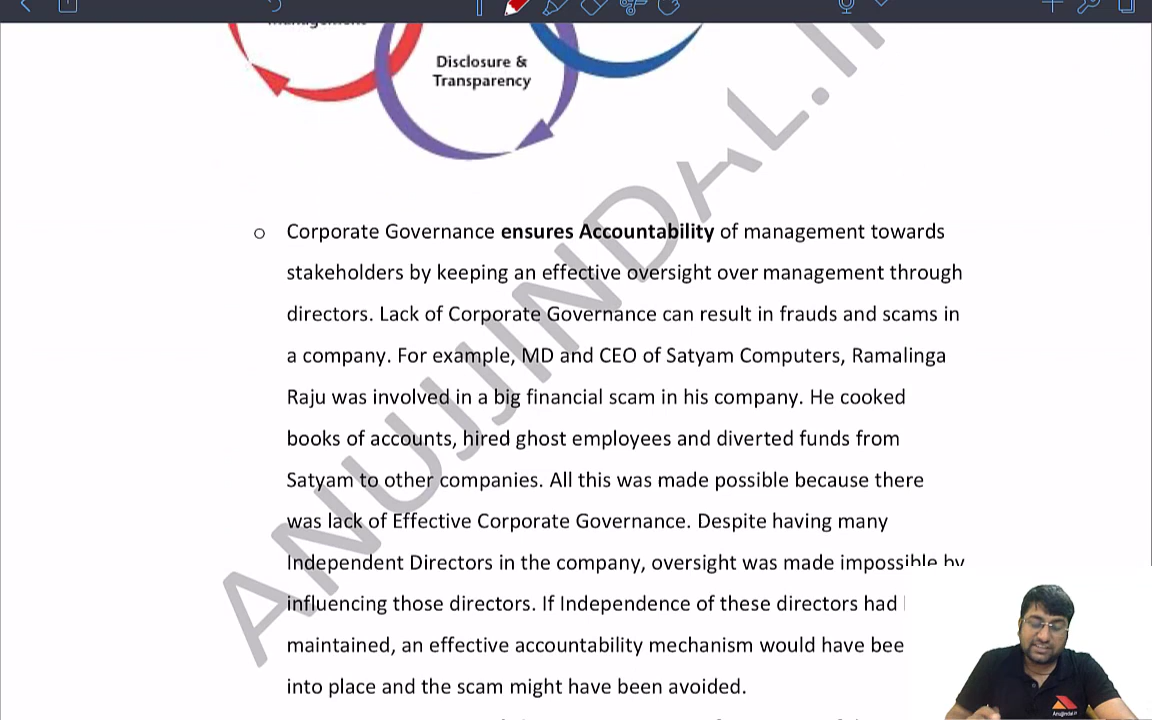 Disclosure &
Transparency
o Corporate Governance ensures Accountability of management towards
stakeholders by keeping an effective oversight over management through
directors. Lack of Corporate Governance can result in frauds and scams in
a company. For example, MD and CEO of Satyam Computers, Ramalinga
Raju was involved in a big financial scam in his company. He cooked
books of accounts, hired ghost employees and diverted funds from
Satyam to other companies. All this was made possible because there
was lack of Effective Corporate Governance. Despite having many
Independent Directors in the company, oversight was made impossible by
influencing those directors. If Independence of these directors had
maintained, an effective accountability mechanism would have bee
into place and the scam might have been avoided.
ANUJJINDAL.I
Anujjindal.in